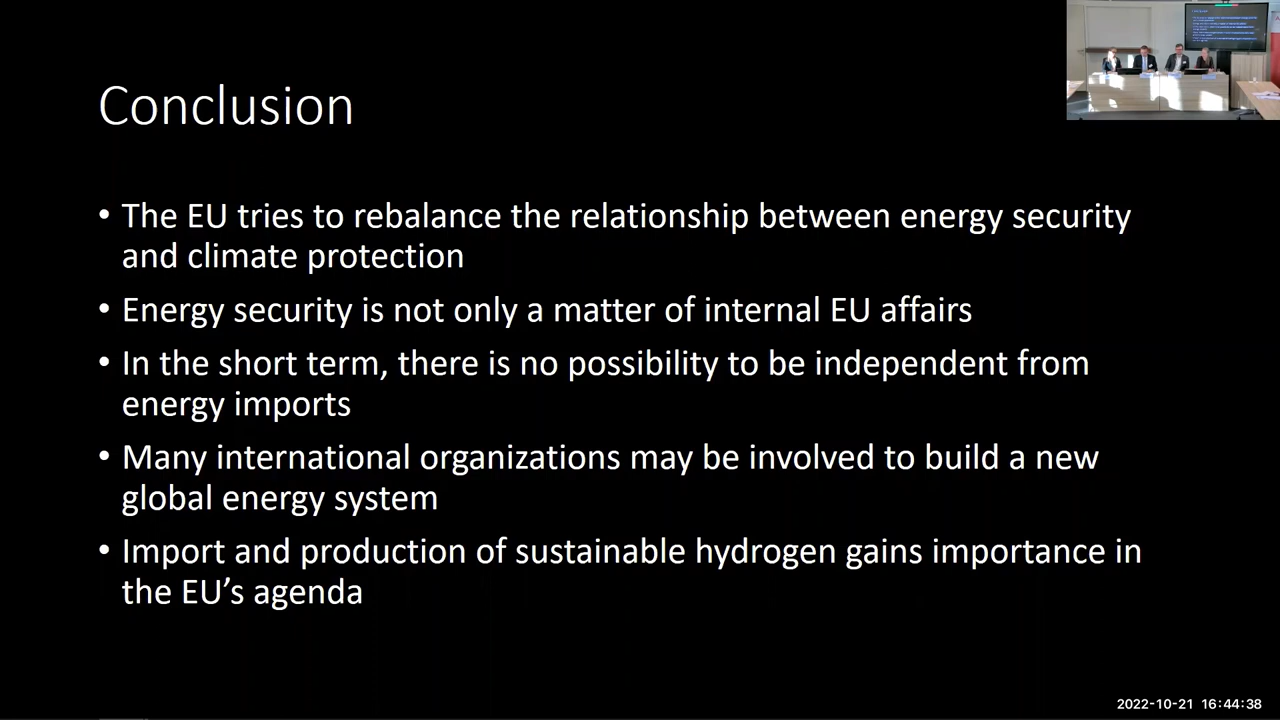 Conclusion
• The EU tries to rebalance the relationship between energy security
and climate protection
• Energy security is not only a matter of internal EU affairs
• In the short term, there is no possibility to be independent from
energy imports
• Many international organizations may be involved to build a new
global energy system
• Import and production of sustainable hydrogen gains importance in
the EU’s agenda
2022-10-21 16:44:38